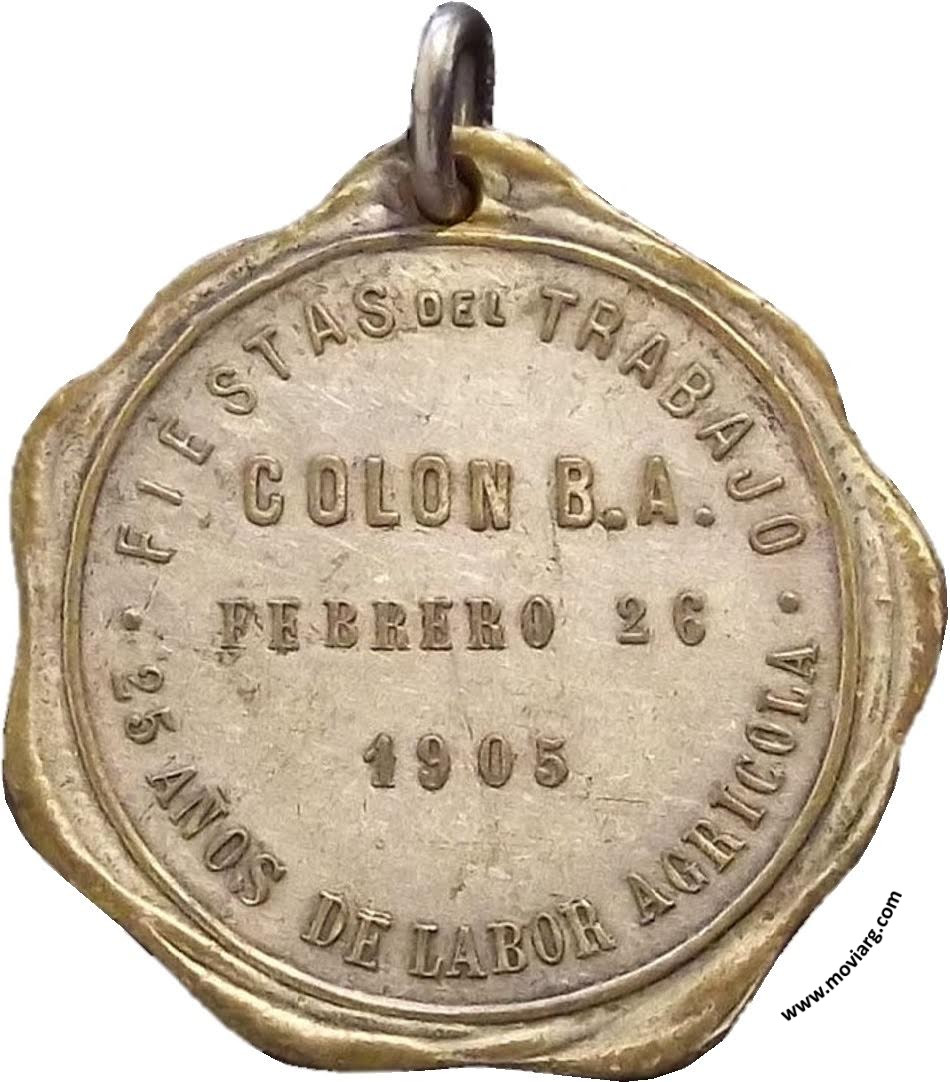 FIESTAS DEL TRABAJO
COLON B.A.
FEBRERO 26
1905
25 AÑOS DE LABOR AGRICOLA
www.moviarg.com